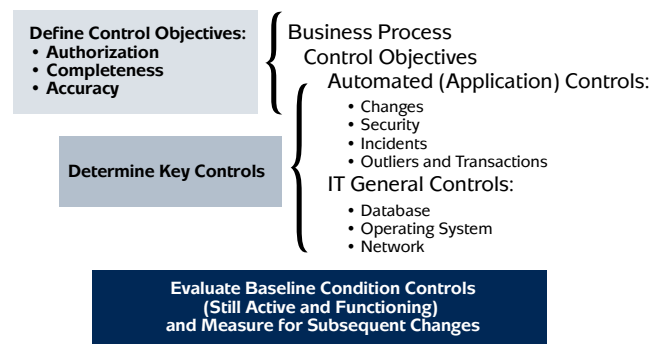 Define Control Objectives:
• Authorization
• Completeness
• Accuracy
Business Process
Control Objectives
Automated (Application) Controls:
• Changes
• Security
• Incidents
• Outliers and Transactions
Determine Key Controls
IT General Controls:
• Database
• Operating System
• Network
Evaluate Baseline Condition Controls
(Still Active and Functioning)
and Measure for Subsequent Changes